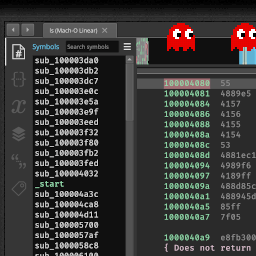 ls (Mach-O Linear)
Symbols
Search symbols
sub_100003da0
sub_100003db2
sub_100003dc7
sub_100003e0c
sub_100003e5a
sub_100003e9f
sub_100003eed
sub_100003f32
sub_100003f80
sub_100003fb2
sub_100003fed
sub_100004032
_start
sub_100004a3c
sub_100004ca8
sub_100004d11
sub_100005700
sub_1000057af
sub_1000058c8
sub_100006100
100004080 55
100004081 4889e5
100004084 4157
100004086 4156
100004088 4155
10000408a 4154
10000408c 53
10000408d 4881ec1
100004094 4989f6
100004097 4189ff
10000409a 488d85c
1000040a1 488945d
1000040a5 85ff
1000040a7 7f05
1000040a9 e8fb300
{ Does not return